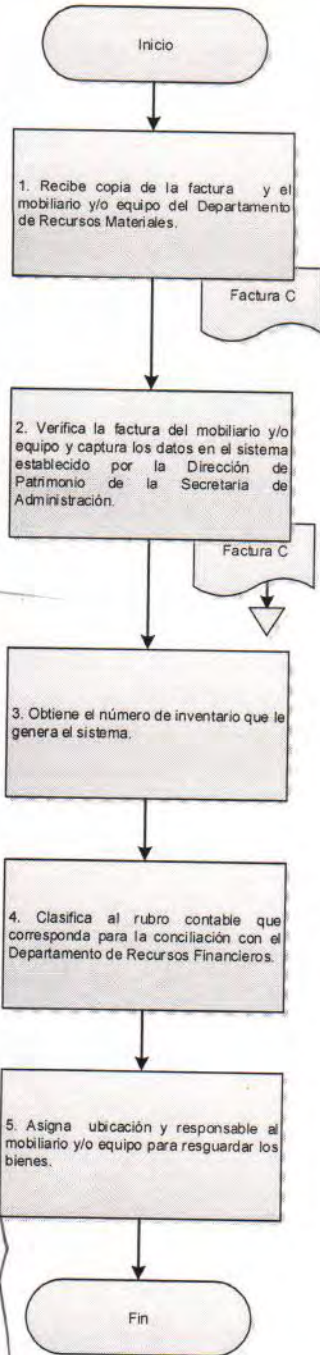 Inicio
1. Recibe copia de la factura y el
mobiliario y/o equipo del Departamento
de Recursos Materiales.
Factura C
2. Verifica la factura del mobiliario y/o
equipo y captura los datos en el sistema
establecido por la Dirección de
Patrimonio de la Secretaria de
Administración.
Factura C
3. Obtiene el número de inventario que le
genera el sistema.
4. Clasifica al rubro contable que
corresponda para la conciliación con el
Departamento de Recursos Financieros.
5. Asigna ubicación y responsable al
mobiliario y/o equipo para resguardar los
bienes.
Fin